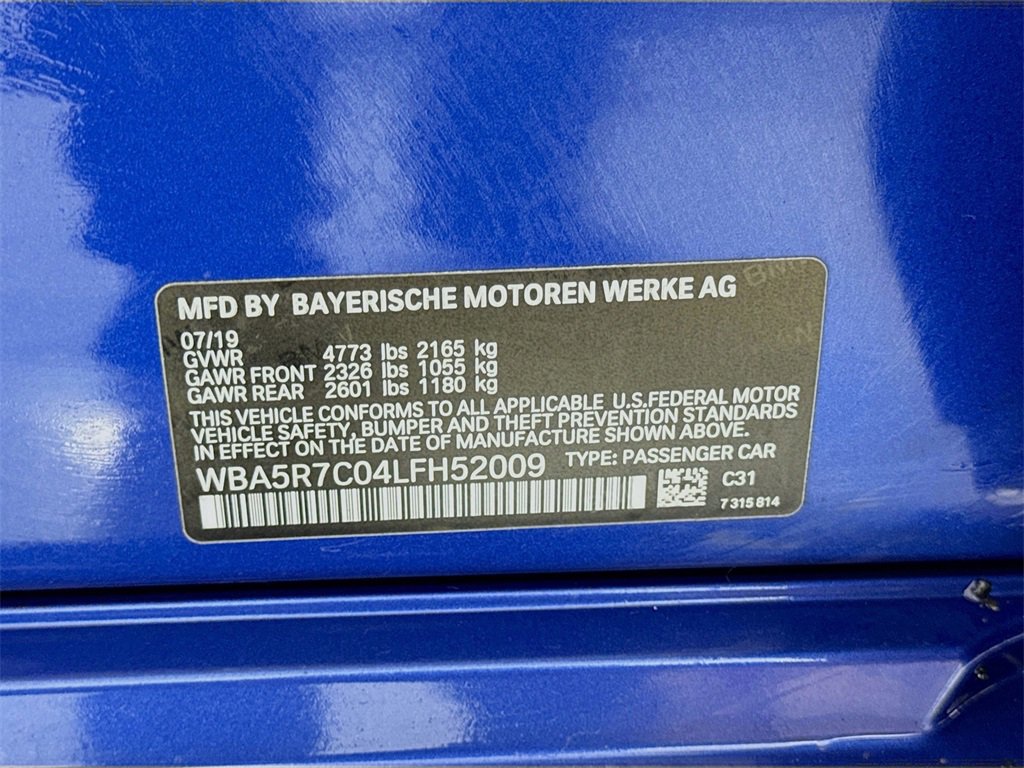 MFD BY BAYERISCHE MOTOREN WERKE AG
07/19
GVWR 4773 lbs 2165 kg
GAWR FRONT 2326 lbs 1055 kg
GAWR REAR 2601 lbs 1180 kg
THIS VEHICLE CONFORMS TO ALL APPLICABLE U.S.FEDERAL MOTOR
VEHICLE SAFETY, BUMPER AND THEFT PREVENTION STANDARDS
IN EFFECT ON THE DATE OF MANUFACTURE SHOWN ABOVE.
WBA5R7C04LFH52009 TYPE: PASSENGER CAR
C31
7 315 814